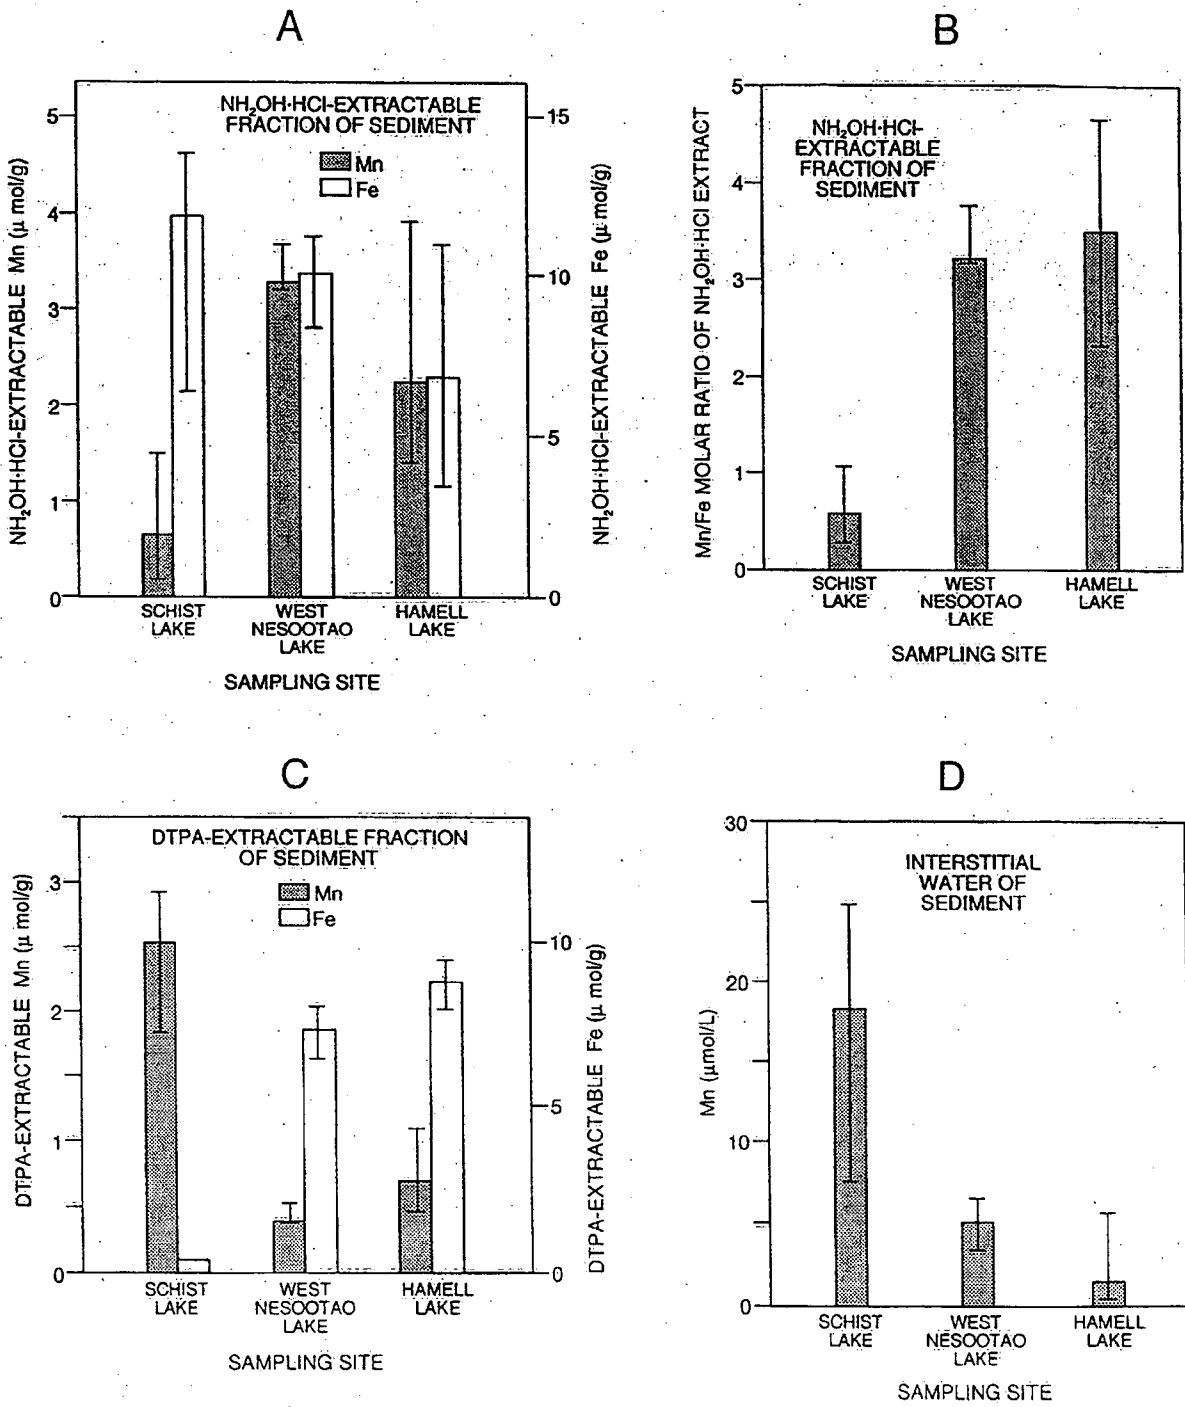 A
NH₂OH·HCl-EXTRACTABLE
FRACTION OF SEDIMENT
Mn
Fe
NH₂OH·HCl-EXTRACTABLE Mn (μ mol/g)
5
4
3
2
1
0
NH₂OH·HCl-EXTRACTABLE Fe (μ mol/g)
15
10
5
0
SCHIST
LAKE
WEST
NESOOTAO
LAKE
HAMELL
LAKE
SAMPLING SITE
B
NH₂OH·HCl-
EXTRACTABLE
FRACTION OF
SEDIMENT
Mn/Fe MOLAR RATIO OF NH₂OH·HCl EXTRACT
5
4
3
2
1
0
SCHIST
LAKE
WEST
NESOOTAO
LAKE
HAMELL
LAKE
SAMPLING SITE
C
DTPA-EXTRACTABLE FRACTION
OF SEDIMENT
Mn
Fe
DTPA-EXTRACTABLE Mn (μ mol/g)
3
2
1
0
DTPA-EXTRACTABLE Fe (μ mol/g)
10
5
0
SCHIST
LAKE
WEST
NESOOTAO
LAKE
HAMELL
LAKE
SAMPLING SITE
D
INTERSTITIAL
WATER OF
SEDIMENT
Mn (μmol/L)
30
20
10
0
SCHIST
LAKE
WEST
NESOOTAO
LAKE
HAMELL
LAKE
SAMPLING SITE